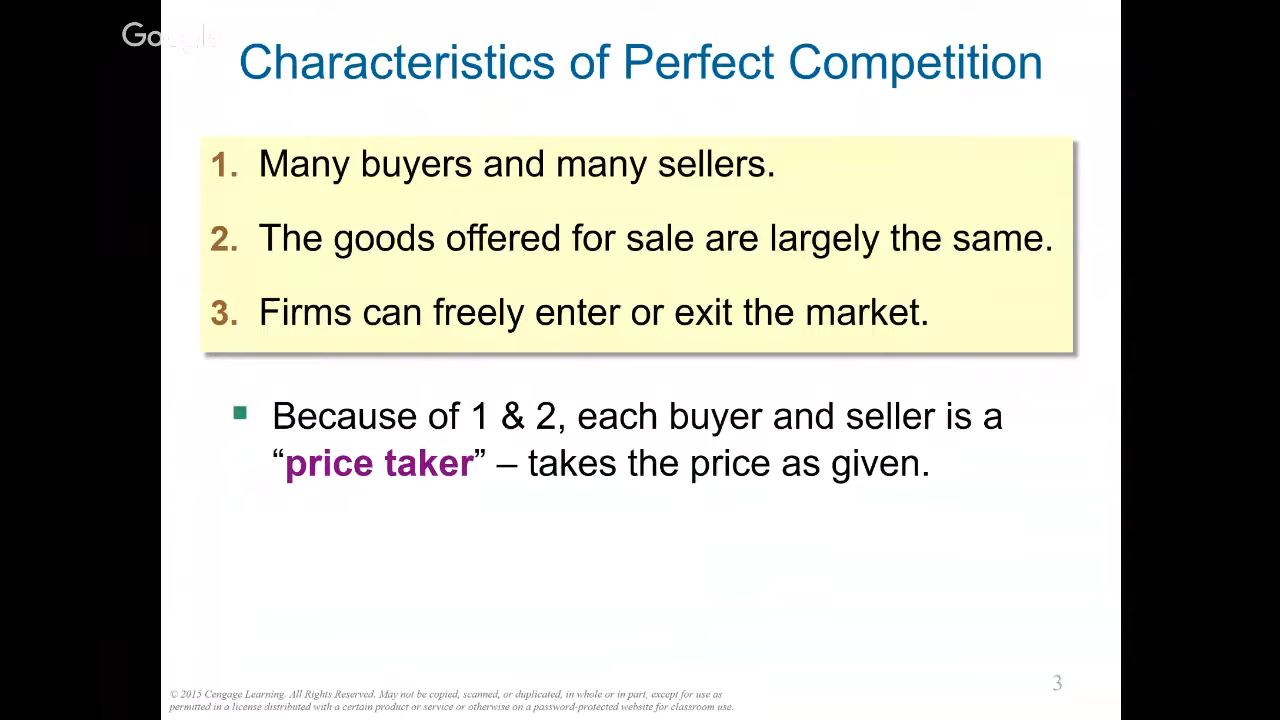 Google
Characteristics of Perfect Competition
1. Many buyers and many sellers.
2. The goods offered for sale are largely the same.
3. Firms can freely enter or exit the market.
▪ Because of 1 & 2, each buyer and seller is a
“price taker” – takes the price as given.
© 2015 Cengage Learning. All Rights Reserved. May not be copied, scanned, or duplicated, in whole or in part, except for use as
permitted in a license distributed with a certain product or service or otherwise on a password-protected website for classroom use.
3